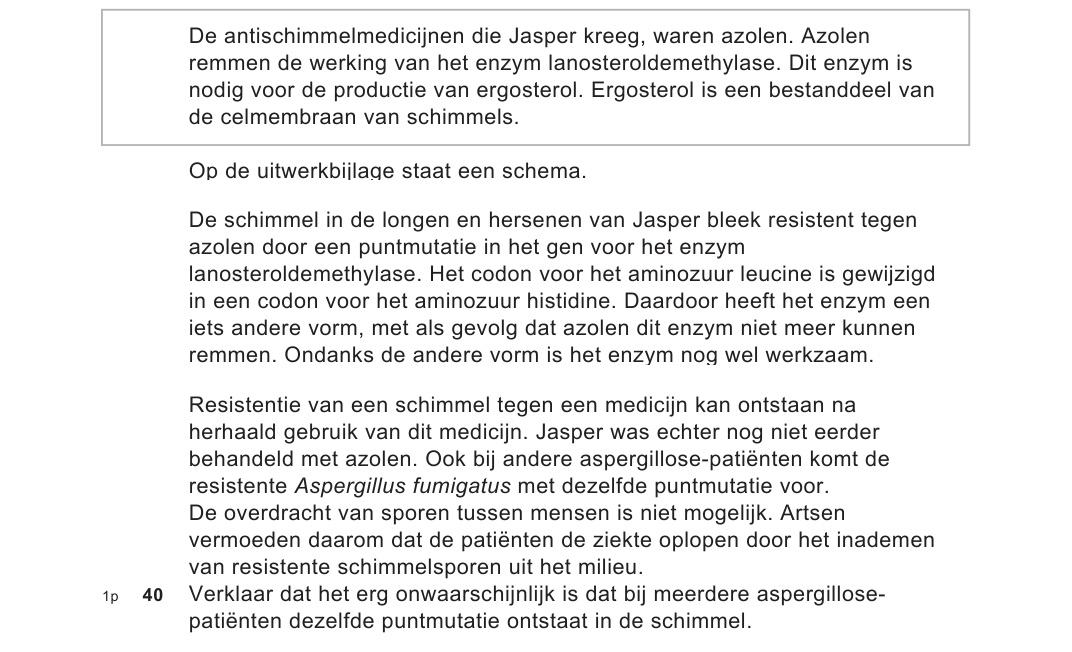 De antischimmelmedicijnen die Jasper kreeg, waren azolen. Azolen
remmen de werking van het enzym lanosteroldemethylase. Dit enzym is
nodig voor de productie van ergosterol. Ergosterol is een bestanddeel van
de celmembraan van schimmels.
Op de uitwerkbijlage staat een schema.
De schimmel in de longen en hersenen van Jasper bleek resistent tegen
azolen door een puntmutatie in het gen voor het enzym
lanosteroldemethylase. Het codon voor het aminozuur leucine is gewijzigd
in een codon voor het aminozuur histidine. Daardoor heeft het enzym een
iets andere vorm, met als gevolg dat azolen dit enzym niet meer kunnen
remmen. Ondanks de andere vorm is het enzym nog wel werkzaam.
Resistentie van een schimmel tegen een medicijn kan ontstaan na
herhaald gebruik van dit medicijn. Jasper was echter nog niet eerder
behandeld met azolen. Ook bij andere aspergillose-patiënten komt de
resistente Aspergillus fumigatus met dezelfde puntmutatie voor.
De overdracht van sporen tussen mensen is niet mogelijk. Artsen
vermoeden daarom dat de patiënten de ziekte oplopen door het inademen
van resistente schimmelsporen uit het milieu.
1p 40 Verklaar dat het erg onwaarschijnlijk is dat bij meerdere aspergillose-
patiënten dezelfde puntmutatie ontstaat in de schimmel.